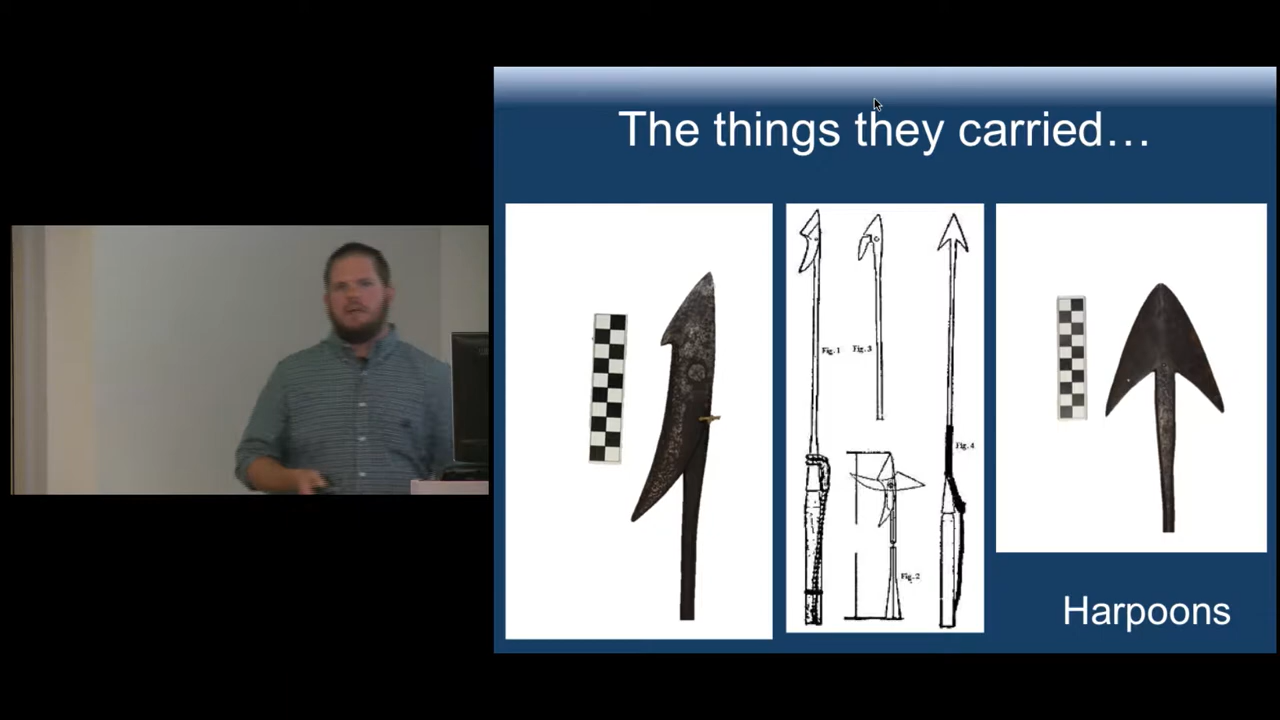 The things they carried…
Fig. 1
Fig. 3
Fig. 4
Fig. 2
Harpoons